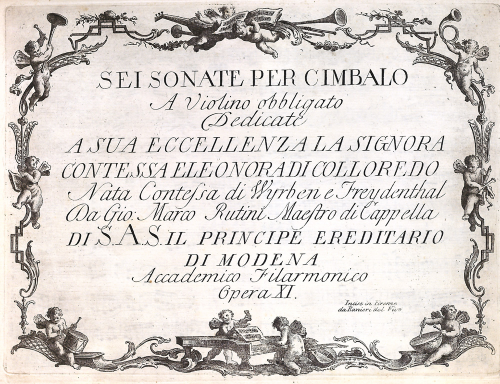 SEI SONATE PER CIMBALO
A Violino obbligato
Dedicate
A SUA ECCELLENZA LA SIGNORA
CONTESSA ELEONORA DI COLLOREDO
Nata Contessa di Wÿrben e Freydenthal
Da Gio: Marco Rutini Maestro di Cappella
DI S.A.S. IL PRINCIPE EREDITARIO
DI MODENA
Accademico Filarmonico
Opera XI.
Incise in Firenze
da Ranieri del Vivo